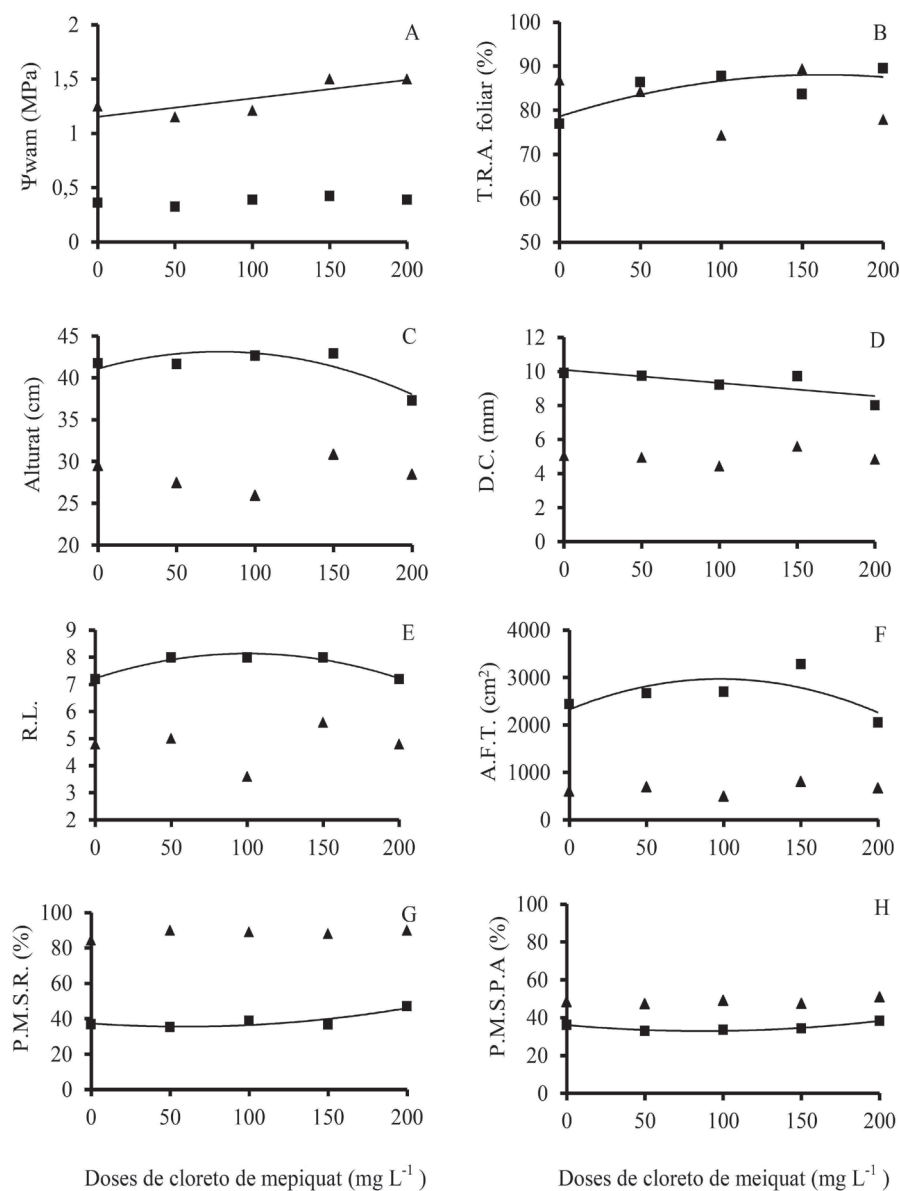 A
Ψwam (MPa)
2
1,5
1
0,5
0
0 50 100 150 200
B
T.R.A. foliar (%)
100
90
80
70
60
50
0 50 100 150 200
C
Alturat (cm)
45
40
35
30
25
20
0 50 100 150 200
D
D.C. (mm)
12
10
8
6
4
2
0
0 50 100 150 200
E
R.L.
9
8
7
6
5
4
3
2
0 50 100 150 200
F
A.F.T. (cm²)
4000
3000
2000
1000
0
0 50 100 150 200
G
P.M.S.R. (%)
100
80
60
40
20
0
0 50 100 150 200
Doses de cloreto de mepiquat (mg L⁻¹ )
H
P.M.S.P.A (%)
100
80
60
40
20
0
0 50 100 150 200
Doses de cloreto de meiquat (mg L⁻¹ )